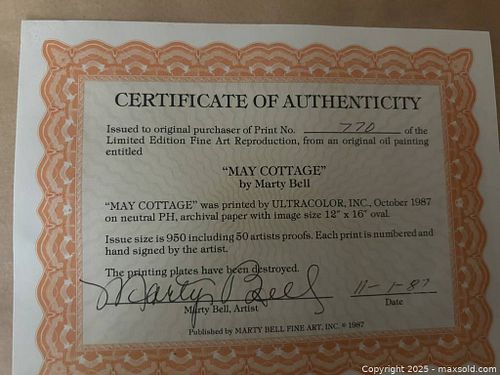 CERTIFICATE OF AUTHENTICITY
Issued to original purchaser of Print No. 770 of the
Limited Edition Fine Art Reproduction, from an original oil painting
entitled
"MAY COTTAGE"
by Marty Bell
"MAY COTTAGE" was printed by ULTRACOLOR, INC., October 1987
on neutral PH, archival paper with image size 12" x 16" oval.
Issue size is 950 including 50 artists proofs. Each print is numbered and
hand signed by the artist.
The printing plates have been destroyed.
Marty Bell 11-1-87
Marty Bell, Artist Date
Published by MARTY BELL FINE ART, INC. © 1987
Copyright © 2025 - maxsold.com